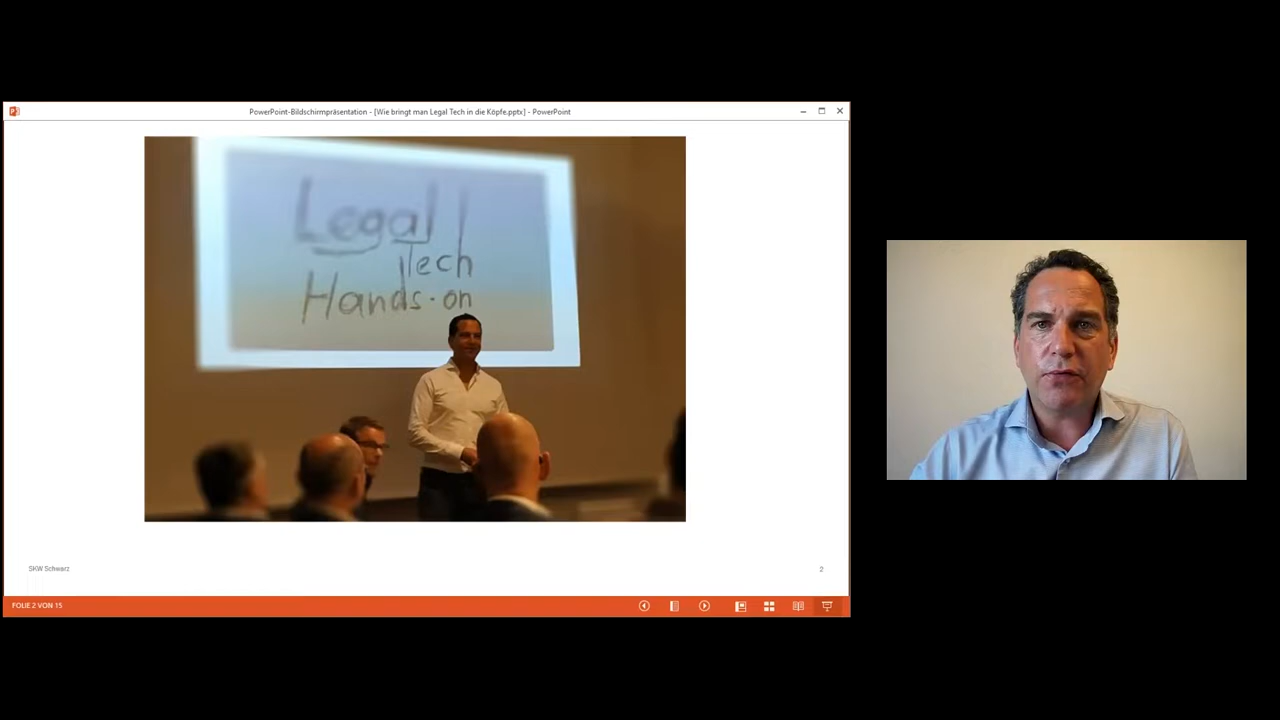 PowerPoint-Bildschirmpräsentation - [Wie bringt man Legal Tech in die Köpfe.pptx] - PowerPoint
Legal
Tech
Hands-on
SKW Schwarz
2
FOLIE 2 VON 15